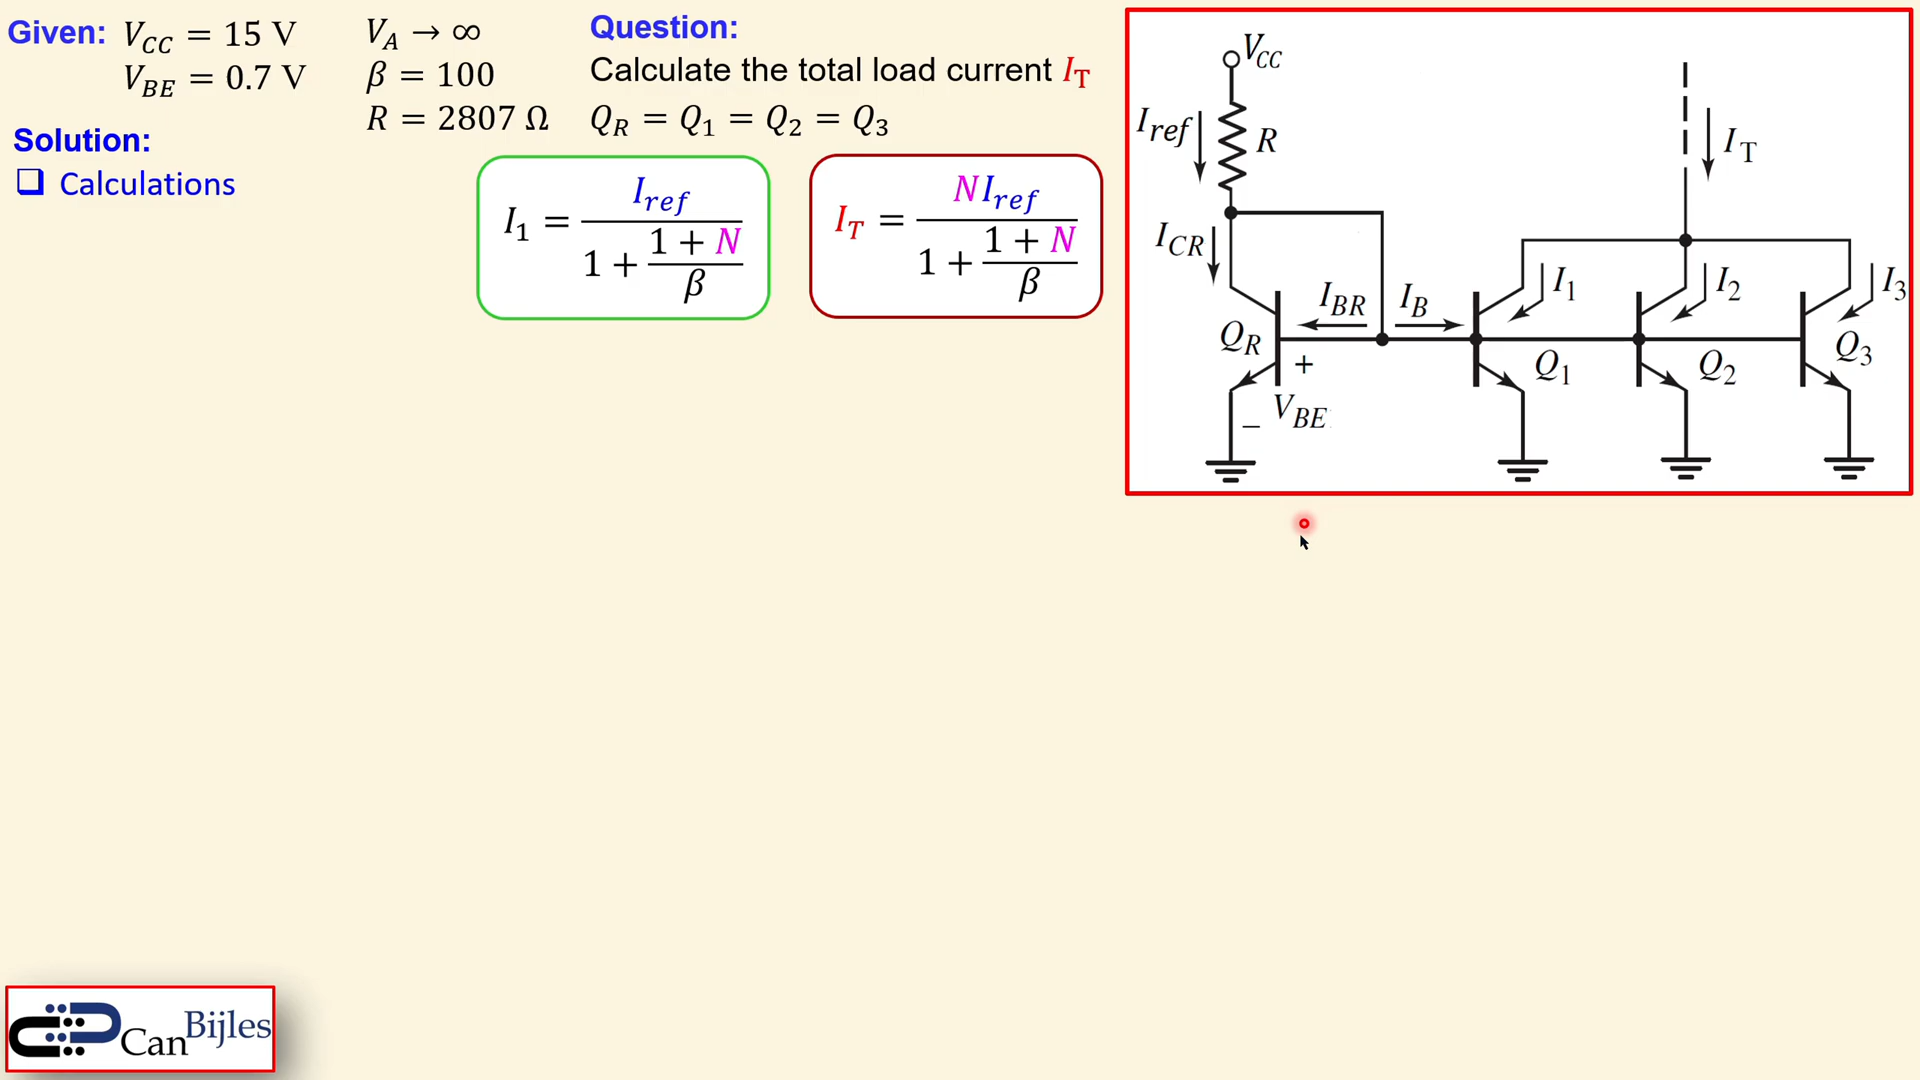 Given: V_CC = 15 V
V_BE = 0.7 V
V_A → ∞
β = 100
R = 2807 Ω
Question:
Calculate the total load current I_T
Q_R = Q_1 = Q_2 = Q_3
Solution:
❑ Calculations
I_1 = I_ref / (1 + (1 + N)/β)
I_T = N I_ref / (1 + (1 + N)/β)
V_CC
I_ref
R
I_T
I_CR
I_BR
I_B
I_1
I_2
I_3
Q_R
+
V_BE
−
Q_1
Q_2
Q_3
Can Bijles